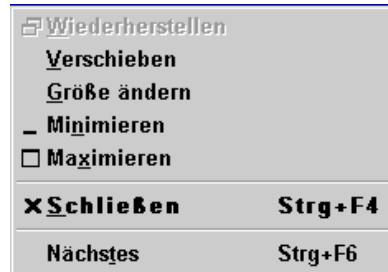 Wiederherstellen
Verschieben
Größe ändern
Minimieren
Maximieren
Schließen Strg+F4
Nächstes Strg+F6